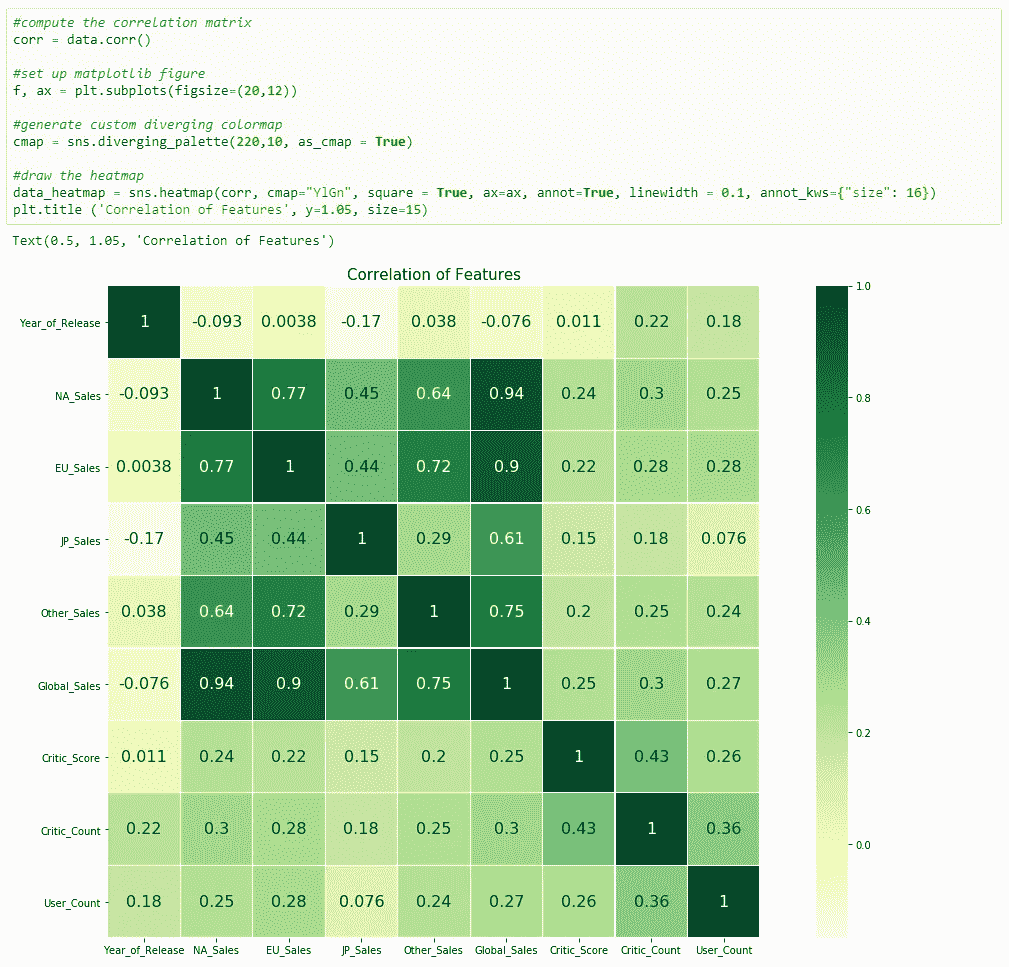 #compute the correlation matrix
corr = data.corr()
#set up matplotlib figure
f, ax = plt.subplots(figsize=(20,12))
#generate custom diverging colormap
cmap = sns.diverging_palette(220,10, as_cmap = True)
#draw the heatmap
data_heatmap = sns.heatmap(corr, cmap="YlGn", square = True, ax=ax, annot=True, linewidth = 0.1, annot_kws={"size": 16})
plt.title ('Correlation of Features', y=1.05, size=15)
Text(0.5, 1.05, 'Correlation of Features')
Correlation of Features
Year_of_Release 1 -0.093 0.0038 -0.17 0.038 -0.076 0.011 0.22 0.18
NA_Sales -0.093 1 0.77 0.45 0.64 0.94 0.24 0.3 0.25
EU_Sales 0.0038 0.77 1 0.44 0.72 0.9 0.22 0.28 0.28
JP_Sales -0.17 0.45 0.44 1 0.29 0.61 0.15 0.18 0.076
Other_Sales 0.038 0.64 0.72 0.29 1 0.75 0.2 0.25 0.24
Global_Sales -0.076 0.94 0.9 0.61 0.75 1 0.25 0.3 0.27
Critic_Score 0.011 0.24 0.22 0.15 0.2 0.25 1 0.43 0.26
Critic_Count 0.22 0.3 0.28 0.18 0.25 0.3 0.43 1 0.36
User_Count 0.18 0.25 0.28 0.076 0.24 0.27 0.26 0.36 1
Year_of_Release NA_Sales EU_Sales JP_Sales Other_Sales Global_Sales Critic_Score Critic_Count User_Count
1.0
0.8
0.6
0.4
0.2
0.0